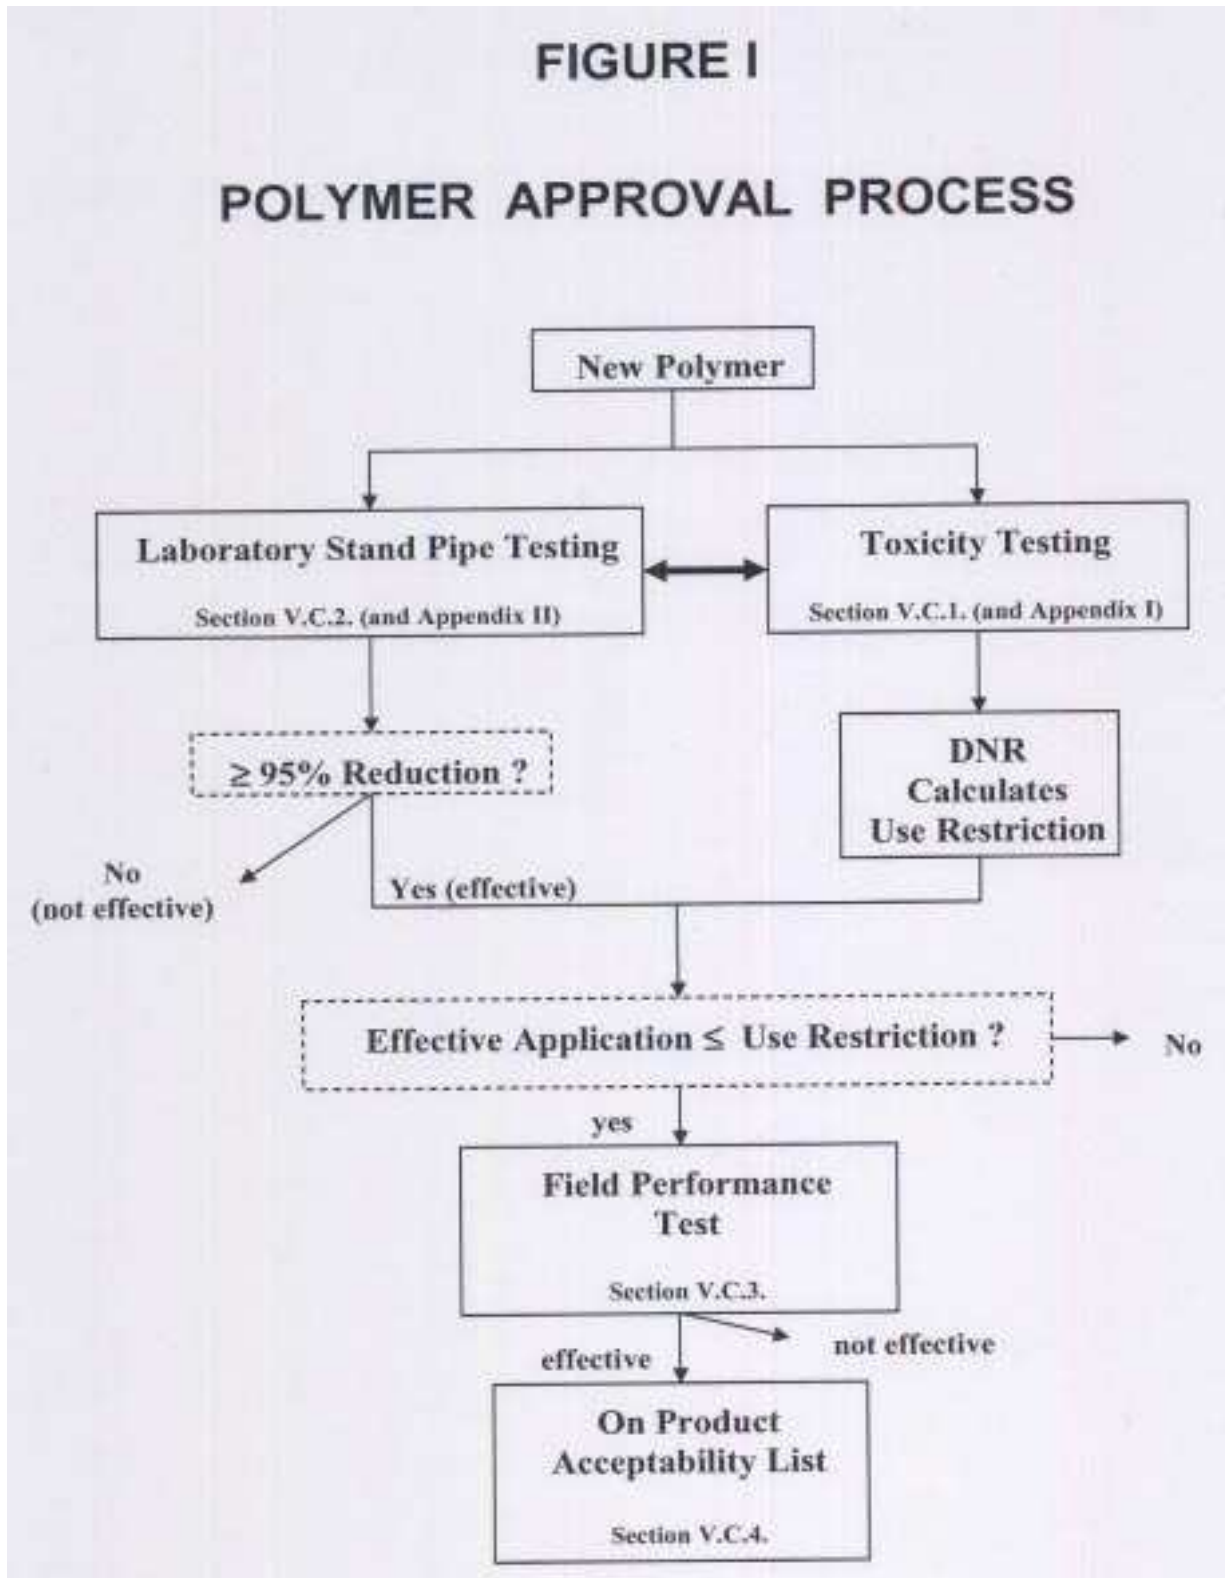 FIGURE I
POLYMER APPROVAL PROCESS
New Polymer
Laboratory Stand Pipe Testing
Section V.C.2. (and Appendix II)
Toxicity Testing
Section V.C.1. (and Appendix I)
≥ 95% Reduction ?
DNR
Calculates
Use Restriction
No
(not effective)
Yes (effective)
Effective Application ≤ Use Restriction ?
No
yes
Field Performance
Test
Section V.C.3.
effective
not effective
On Product
Acceptability List
Section V.C.4.